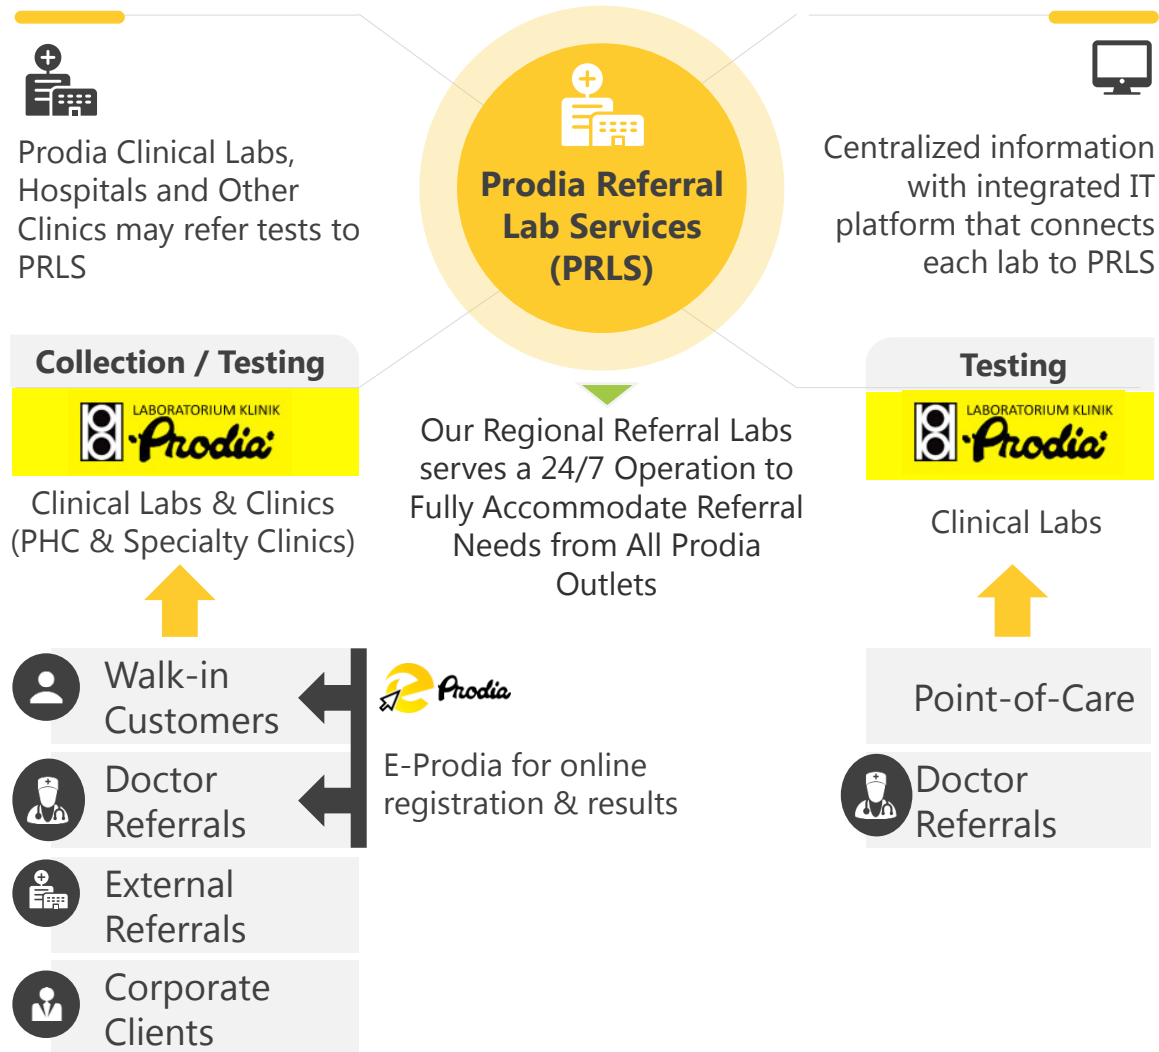 Prodia Clinical Labs,
Hospitals and Other
Clinics may refer tests to
PRLS
Prodia Referral
Lab Services
(PRLS)
Centralized information
with integrated IT
platform that connects
each lab to PRLS
Collection / Testing
LABORATORIUM KLINIK
Prodia
Clinical Labs & Clinics
(PHC & Specialty Clinics)
Our Regional Referral Labs
serves a 24/7 Operation to
Fully Accommodate Referral
Needs from All Prodia
Outlets
Testing
LABORATORIUM KLINIK
Prodia
Clinical Labs
Walk-in
Customers
Doctor
Referrals
External
Referrals
Corporate
Clients
e Prodia
E-Prodia for online
registration & results
Point-of-Care
Doctor
Referrals